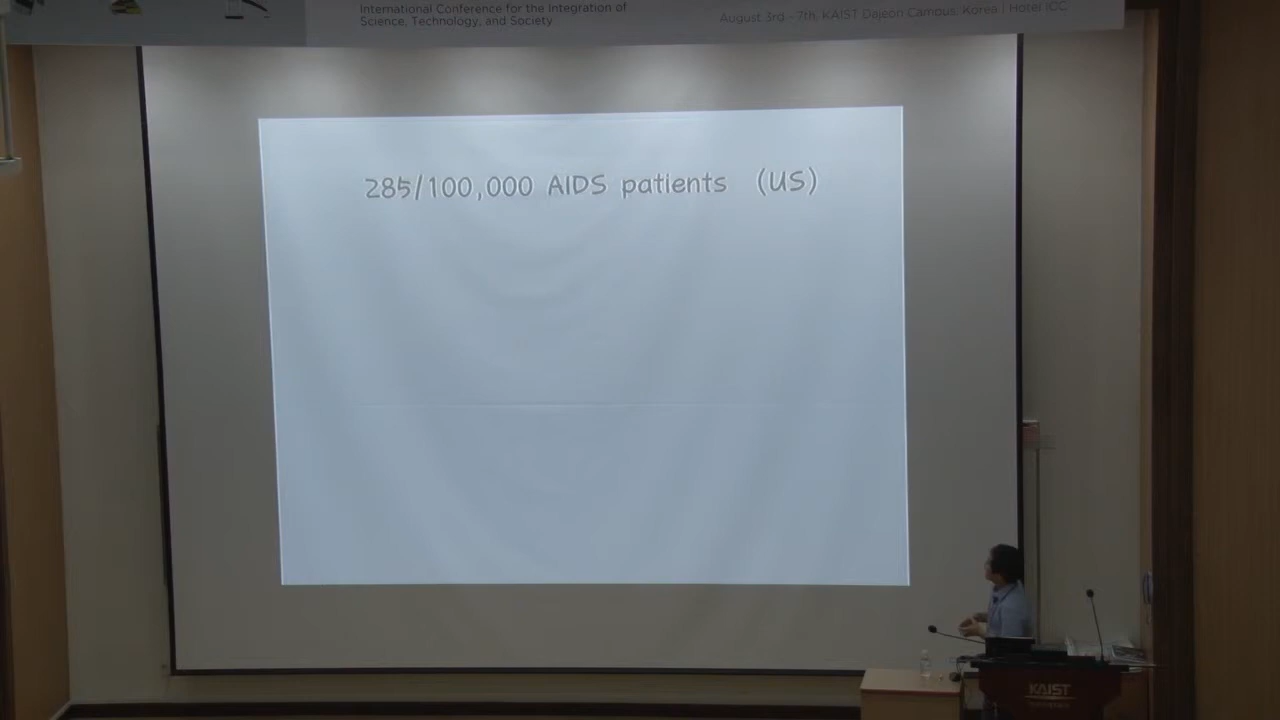 International Conference for the Integration of
Science, Technology, and Society
August 3rd - 7th, KAIST Dajeon Campus, Korea | Hotel ICC
285/100,000 AIDS patients (US)
KAIST